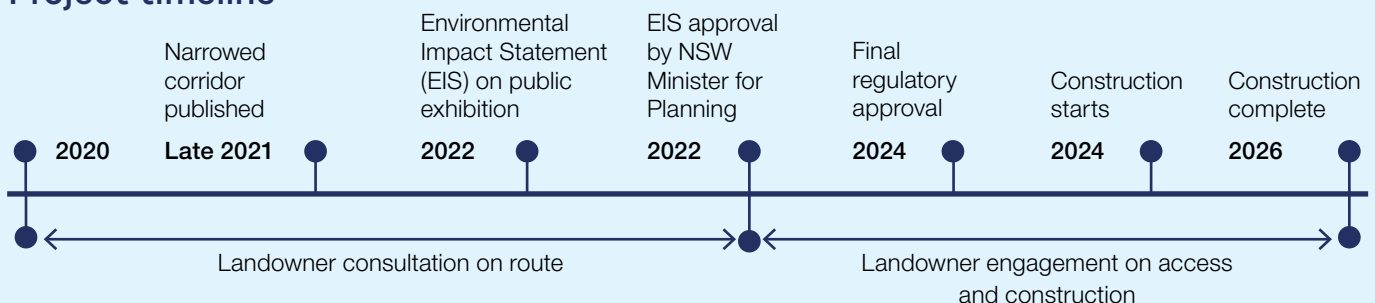 Project timeline
Narrowed
corridor
published
Environmental
Impact Statement
(EIS) on public
exhibition
EIS approval
by NSW
Minister for
Planning
Final
regulatory
approval
Construction
starts
Construction
complete
2020
Late 2021
2022
2022
2024
2024
2026
Landowner consultation on route
Landowner engagement on access
and construction